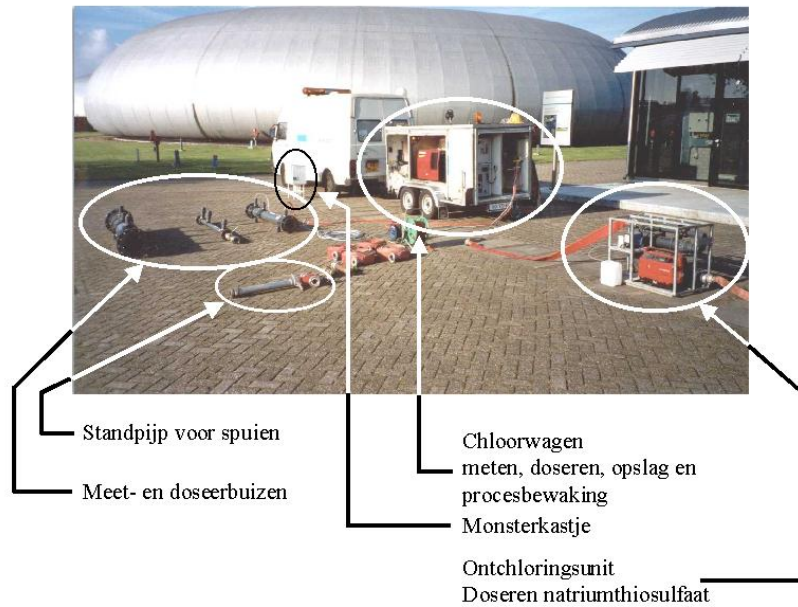 Standpijp voor spuien
Meet- en doseerbuizen
Chloorwagen
meten, doseren, opslag en
procesbewaking
Monsterkastje
Ontchloringsunit
Doseren natriumthiosulfaat